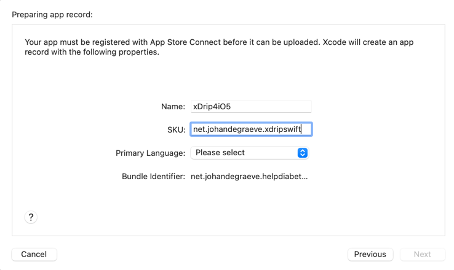 Preparing app record:
Your app must be registered with App Store Connect before it can be uploaded. Xcode will create an app
record with the following properties.
Name: xDrip4iO5
SKU: net.johandegraeve.xdripswift
Primary Language: Please select
Bundle Identifier: net.johandegraeve.helpdiabet...
?
Cancel Previous Next